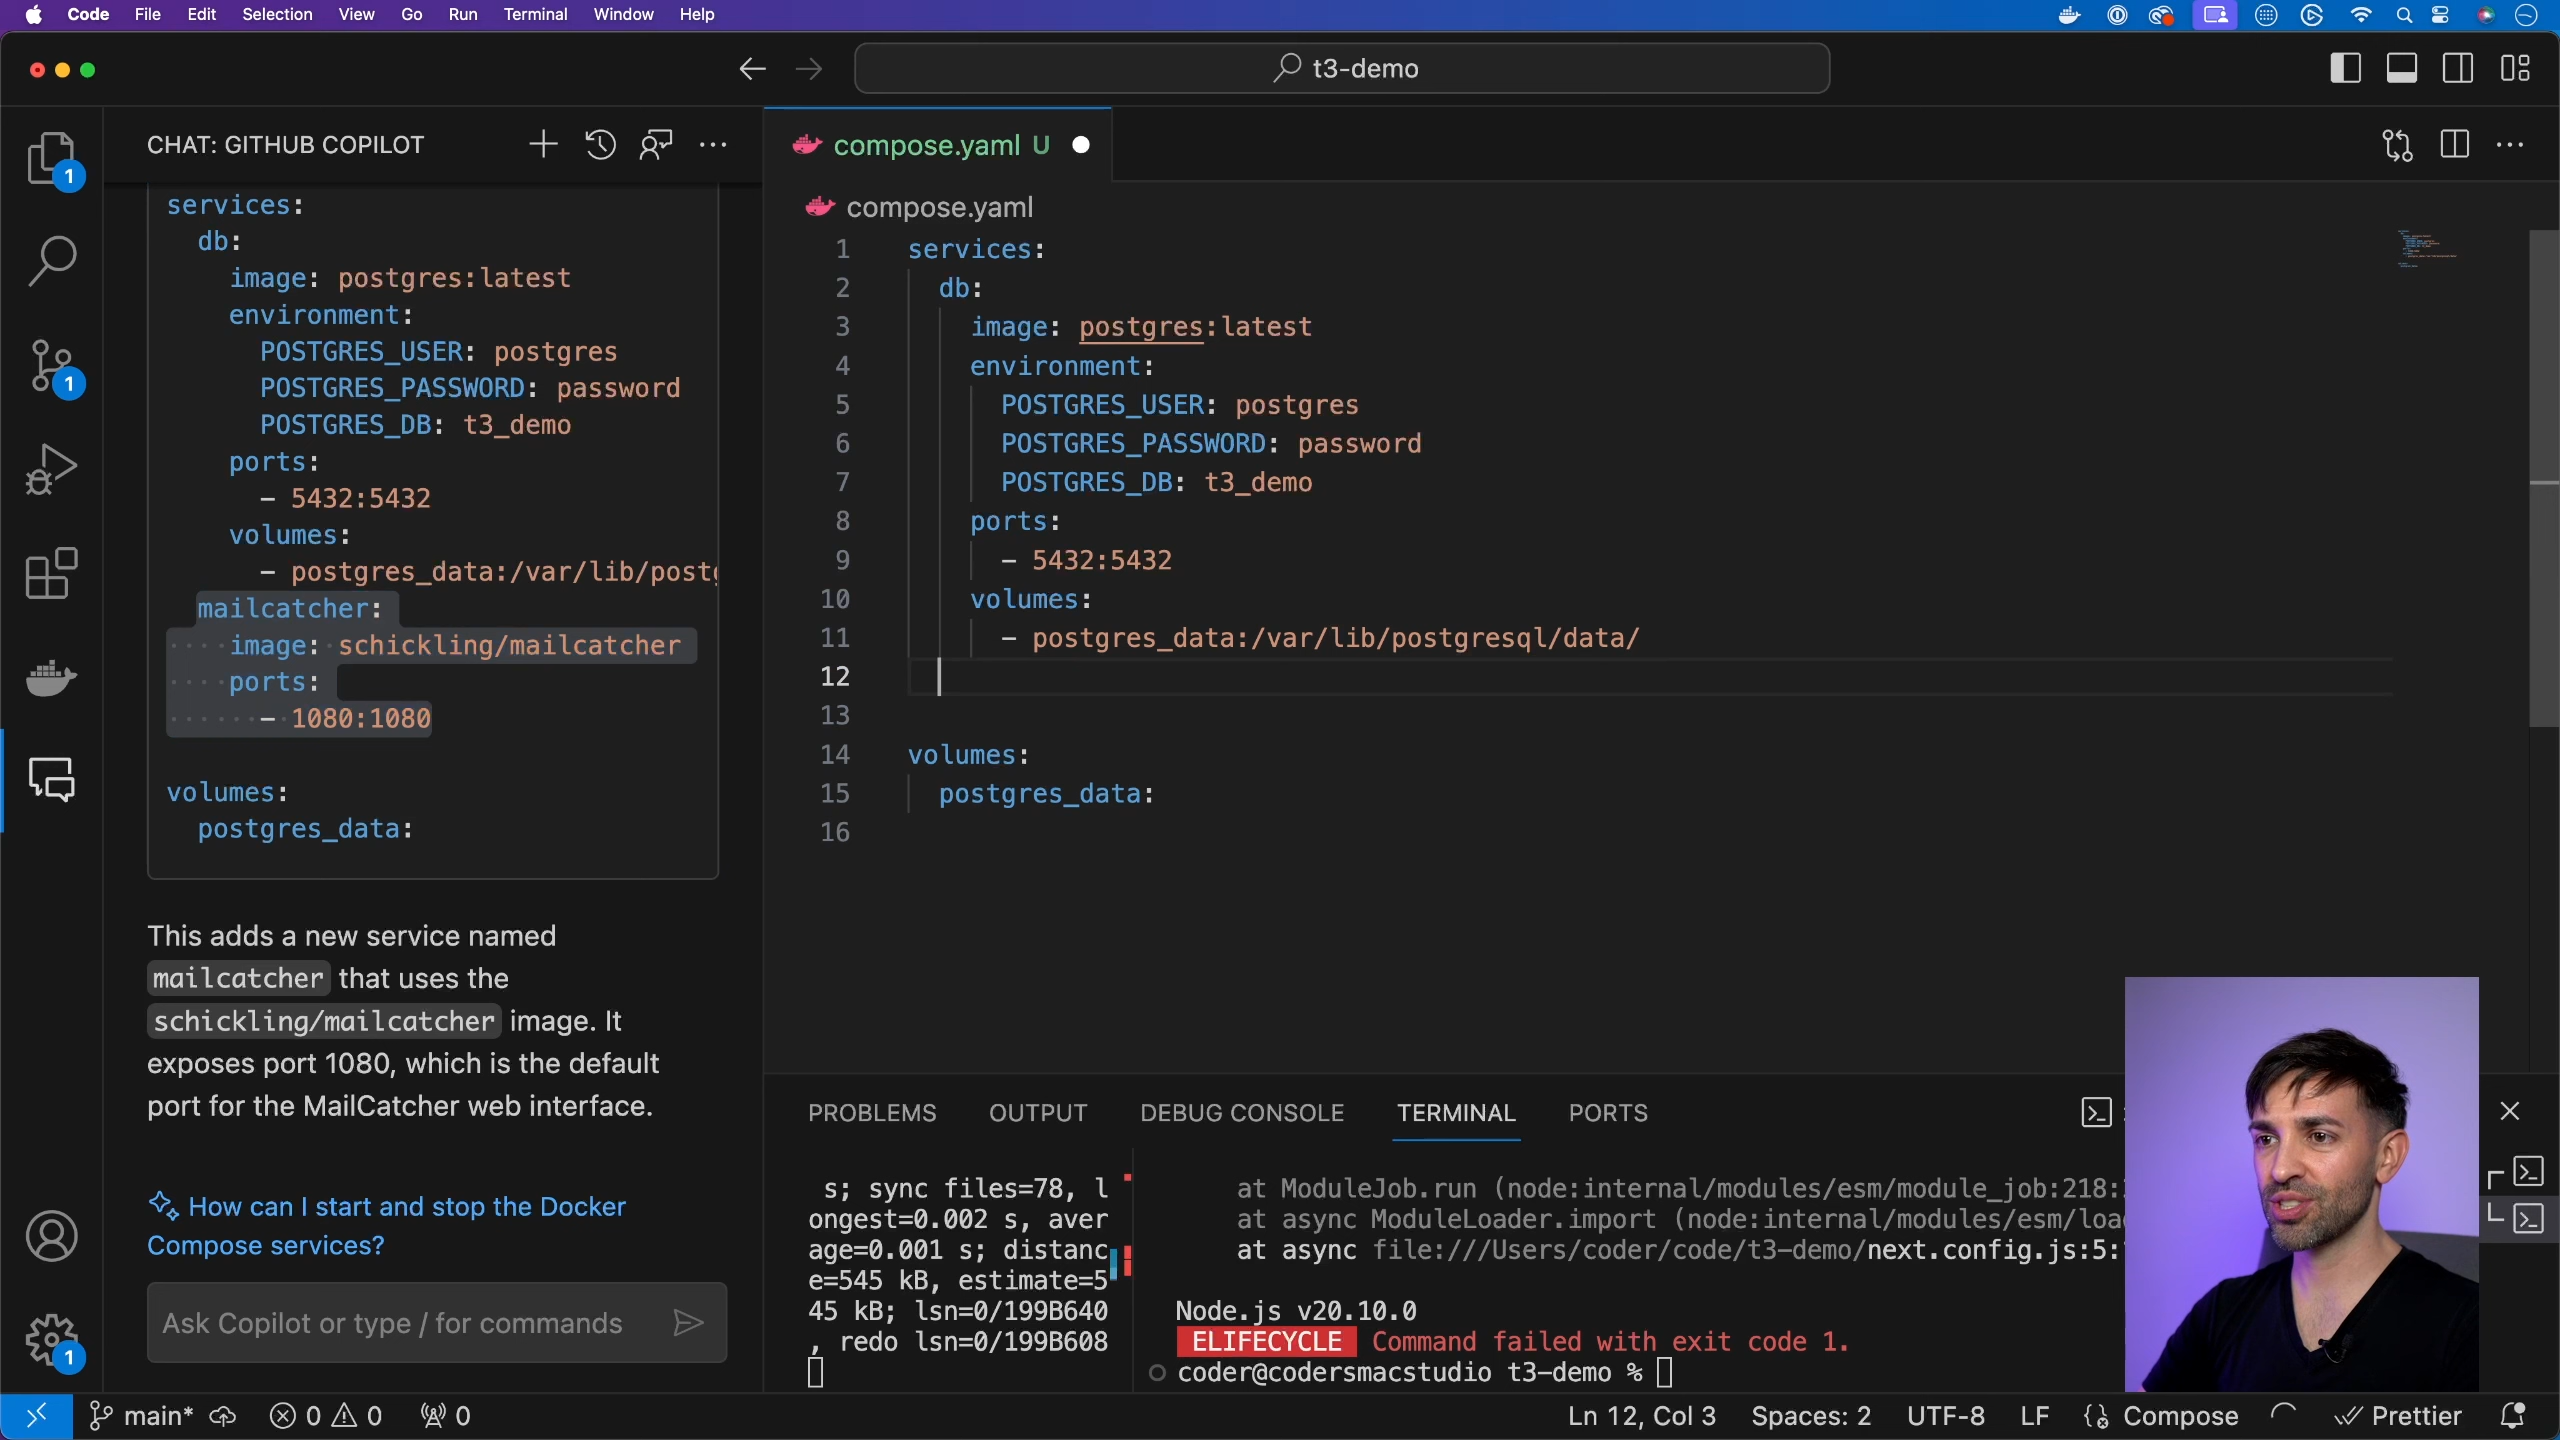 Code File Edit Selection View Go Run Terminal Window Help
t3-demo
CHAT: GITHUB COPILOT
services:
db:
image: postgres:latest
environment:
POSTGRES_USER: postgres
POSTGRES_PASSWORD: password
POSTGRES_DB: t3_demo
ports:
- 5432:5432
volumes:
- postgres_data:/var/lib/postg
mailcatcher:
image: schickling/mailcatcher
ports:
- 1080:1080
volumes:
postgres_data:
This adds a new service named
mailcatcher that uses the
schickling/mailcatcher image. It
exposes port 1080, which is the default
port for the MailCatcher web interface.
How can I start and stop the Docker
Compose services?
Ask Copilot or type / for commands
1
1
1
compose.yaml U
compose.yaml
1 services:
2 db:
3 image: postgres:latest
4 environment:
5 POSTGRES_USER: postgres
6 POSTGRES_PASSWORD: password
7 POSTGRES_DB: t3_demo
8 ports:
9 - 5432:5432
10 volumes:
11 - postgres_data:/var/lib/postgresql/data/
12
13
14 volumes:
15 postgres_data:
16
PROBLEMS OUTPUT DEBUG CONSOLE TERMINAL PORTS
s; sync files=78, l
ongest=0.002 s, aver
age=0.001 s; distanc
e=545 kB, estimate=5
45 kB; lsn=0/199B640
, redo lsn=0/199B608
at ModuleJob.run (node:internal/modules/esm/module_job:218:
at async ModuleLoader.import (node:internal/modules/esm/loa
at async file:///Users/coder/code/t3-demo/next.config.js:5:
Node.js v20.10.0
ELIFECYCLE Command failed with exit code 1.
coder@codersmacstudio t3-demo %
main* 0 0 0 Ln 12, Col 3 Spaces: 2 UTF-8 LF Compose Prettier